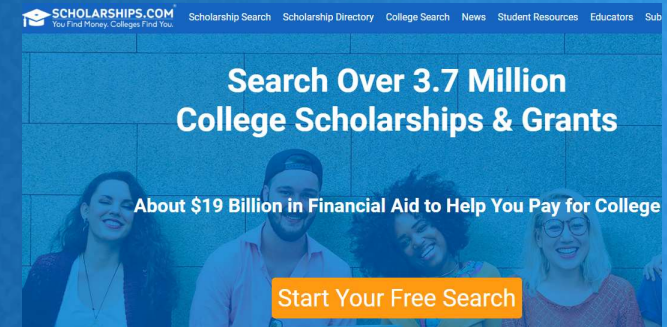 SCHOLARSHIPS.COM
You Find Money. Colleges Find You.
Scholarship Search Scholarship Directory College Search News Student Resources Educators Sub
Search Over 3.7 Million
College Scholarships & Grants
About $19 Billion in Financial Aid to Help You Pay for College
Start Your Free Search